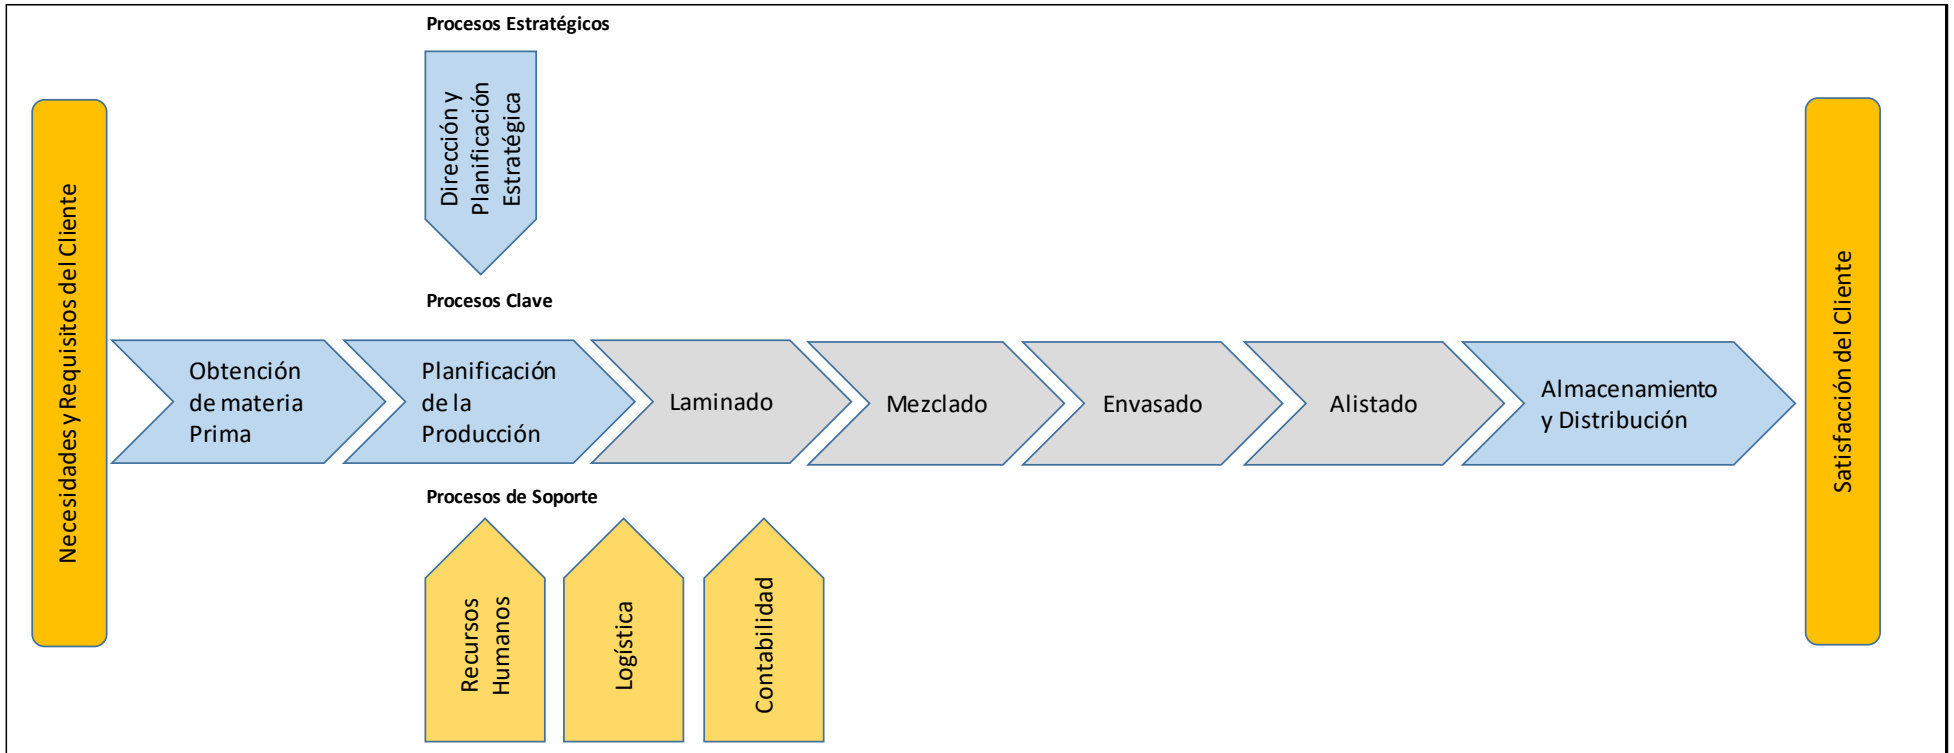 Procesos Estratégicos
Dirección y
Planificación
Estratégica
Necesidades y Requisitos del Cliente
Procesos Clave
Obtención
de materia
Prima
Planificación
de la
Producción
Laminado
Mezclado
Envasado
Alistado
Almacenamiento
y Distribución
Satisfacción del Cliente
Procesos de Soporte
Recursos
Humanos
Logística
Contabilidad